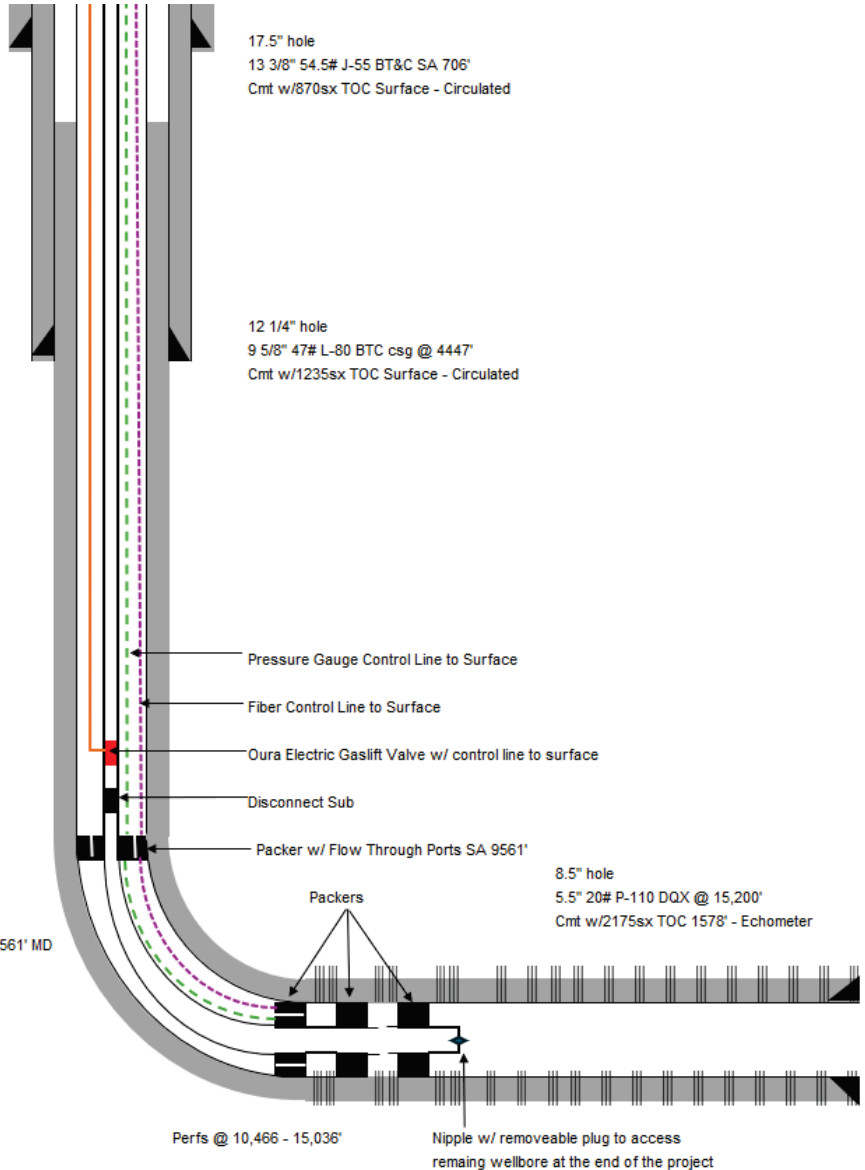 17.5" hole
13 3/8" 54.5# J-55 BT&C SA 706'
Cmt w/870sx TOC Surface - Circulated
12 1/4" hole
9 5/8" 47# L-80 BTC csg @ 4447'
Cmt w/1235sx TOC Surface - Circulated
Pressure Gauge Control Line to Surface
Fiber Control Line to Surface
Oura Electric Gaslift Valve w/ control line to surface
Disconnect Sub
Packer w/ Flow Through Ports SA 9561'
8.5" hole
5.5" 20# P-110 DQX @ 15,200'
Cmt w/2175sx TOC 1578' - Echometer
Packers
561' MD
Perfs @ 10,466 - 15,036'
Nipple w/ removeable plug to access
remaing wellbore at the end of the project